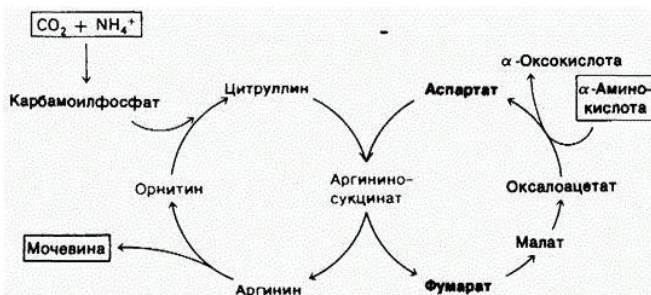 CO₂ + NH₄⁺
α-Оксокислота
Карбамоилфосфат
Цитруллин
Аспартат
α-Амино-
кислота
Орнитин
Аргинино-
сукцинат
Оксалоацетат
Мочевина
Малат
Аргинин
Фумарат